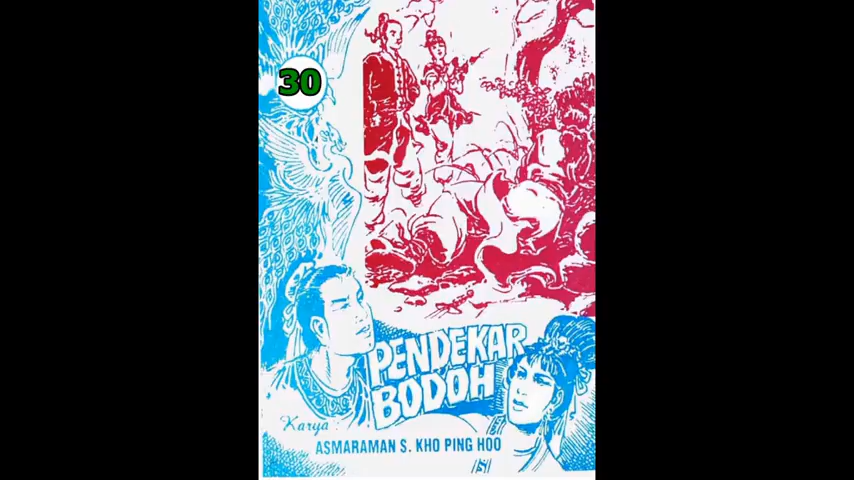 30
PENDEKAR
BODOH
Karya :
ASMARAMAN S. KHO PING HOO